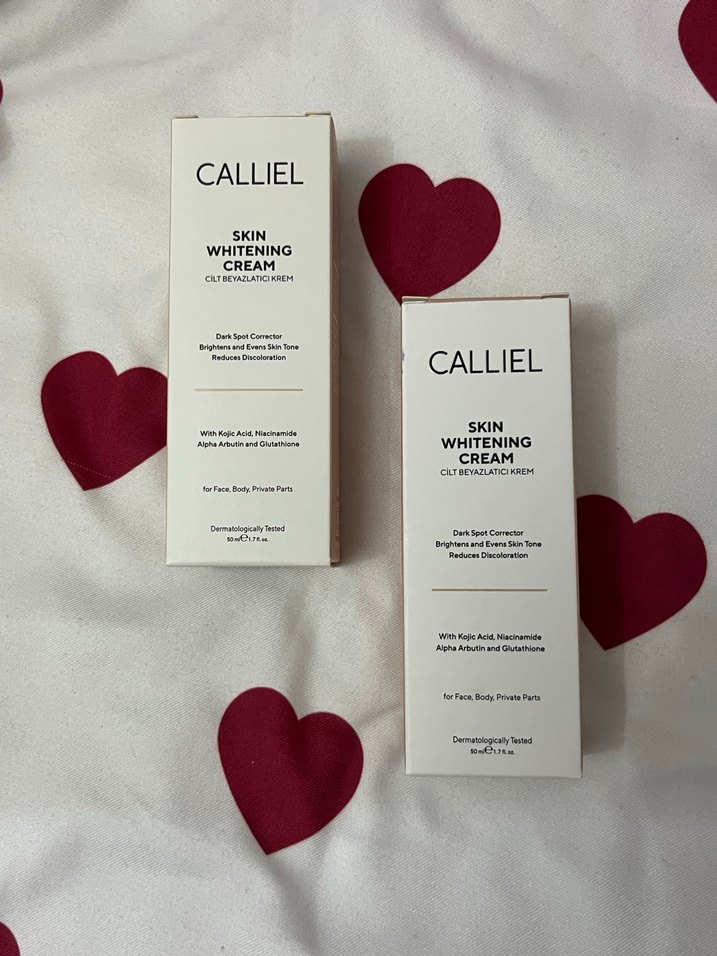 CALLIEL
SKIN
WHITENING
CREAM
CİLT BEYAZLATICI KREM
Dark Spot Corrector
Brightens and Evens Skin Tone
Reduces Discoloration
With Kojic Acid, Niacinamide
Alpha Arbutin and Glutathione
for Face, Body, Private Parts
Dermatologically Tested
50 ml ℮ 1.7 fl. oz.
CALLIEL
SKIN
WHITENING
CREAM
CİLT BEYAZLATICI KREM
Dark Spot Corrector
Brightens and Evens Skin Tone
Reduces Discoloration
With Kojic Acid, Niacinamide
Alpha Arbutin and Glutathione
for Face, Body, Private Parts
Dermatologically Tested
50 ml ℮ 1.7 fl. oz.